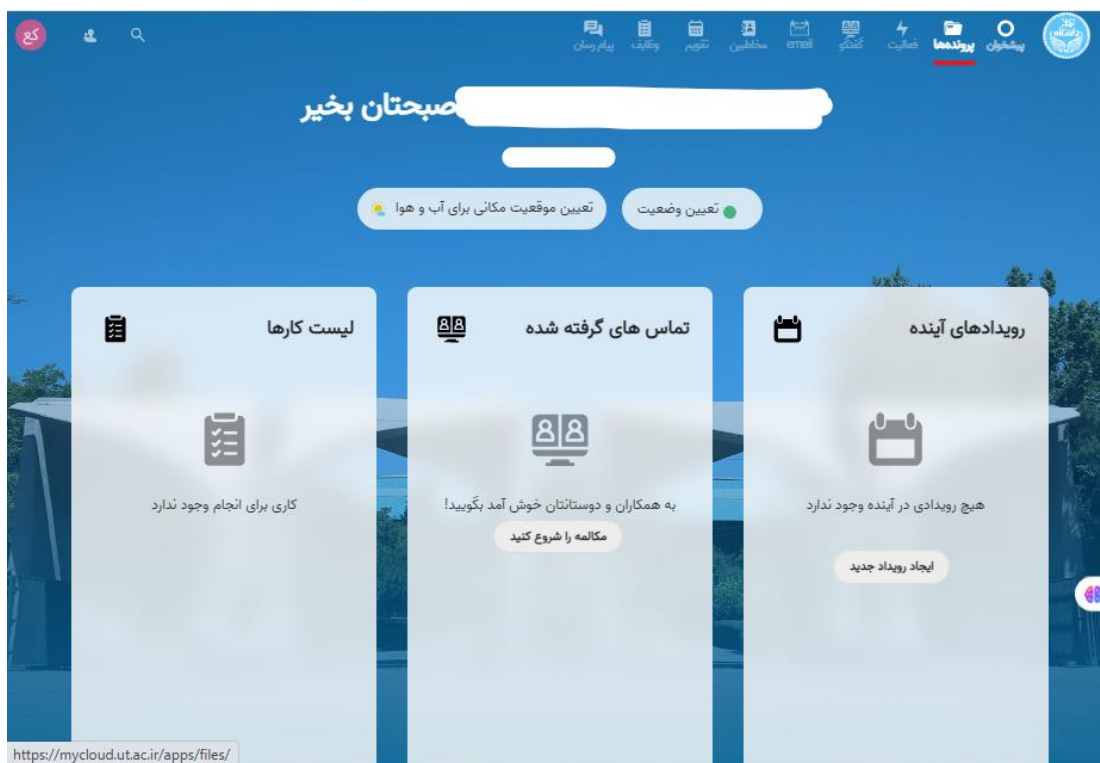 پیشخوان پرونده‌ها فعالیت گفتگو email مخاطبین تقویم وظایف پیام رسان کع
صبحتان بخیر
تعیین وضعیت تعیین موقعیت مکانی برای آب و هوا
رویدادهای آینده
هیچ رویدادی در آینده وجود ندارد
ایجاد رویداد جدید
تماس های گرفته شده
به همکاران و دوستانتان خوش آمد بگویید!
مکالمه را شروع کنید
لیست کارها
کاری برای انجام وجود ندارد
https://mycloud.ut.ac.ir/apps/files/